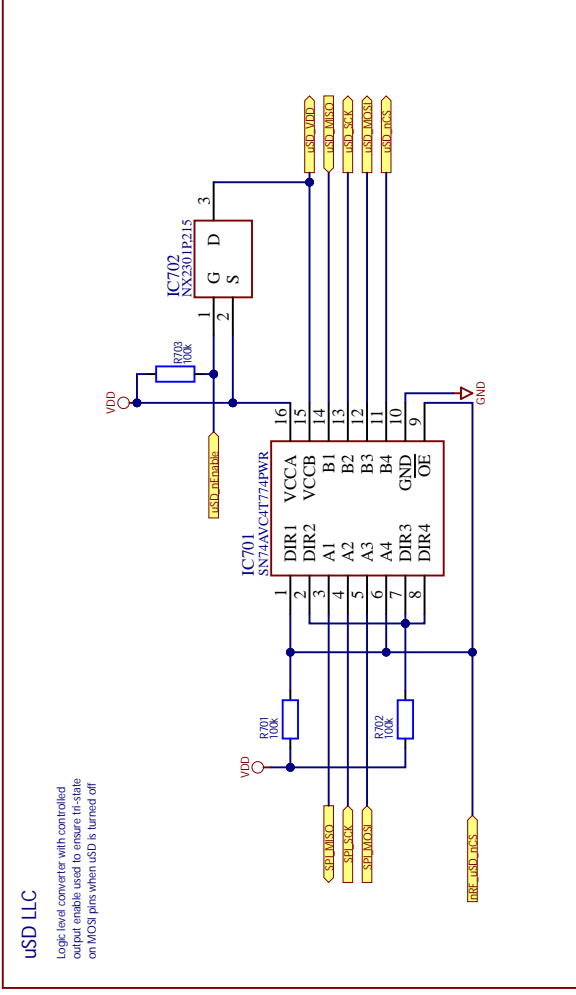 uSD LLC
Logic level converter with controlled
output enable used to ensure tri-state
on MOSI pins when uSD is turned off
IC702
NX2301P,215
G
D
S
1
2
3
R703
100k
VDD
uSD_nEnable
uSD_VDD
uSD_MISO
uSD_SCK
uSD_MOSI
uSD_nCS
IC701
SN74AVC4T774PWR
DIR1
DIR2
A1
A2
A3
A4
DIR3
DIR4
VCCA
VCCB
B1
B2
B3
B4
GND
OE
1
2
3
4
5
6
7
8
16
15
14
13
12
11
10
9
GND
VDD
R701
100k
R702
100k
SPI_MISO
SPI_SCK
SPI_MOSI
nRF_uSD_nCS